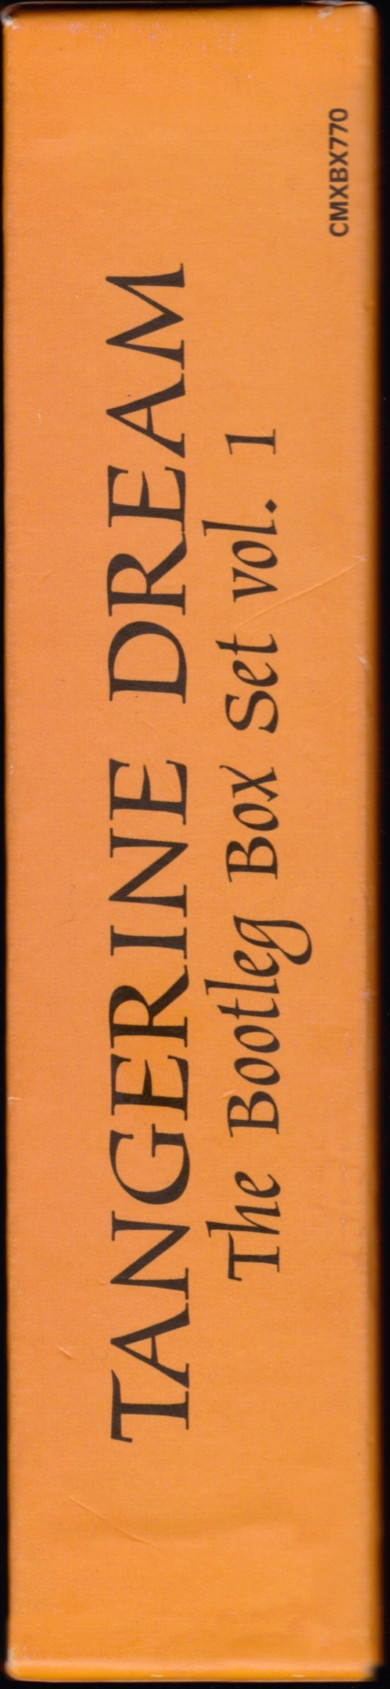 TANGERINE DREAM
The Bootleg Box Set vol. 1
CMXBX770